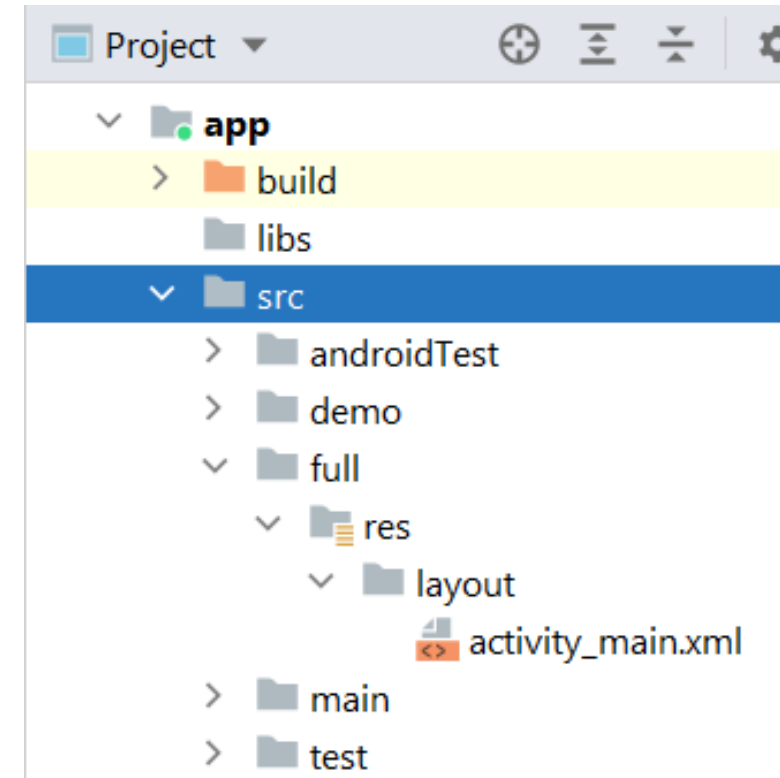 Project
app
build
libs
src
androidTest
demo
full
res
layout
activity_main.xml
main
test